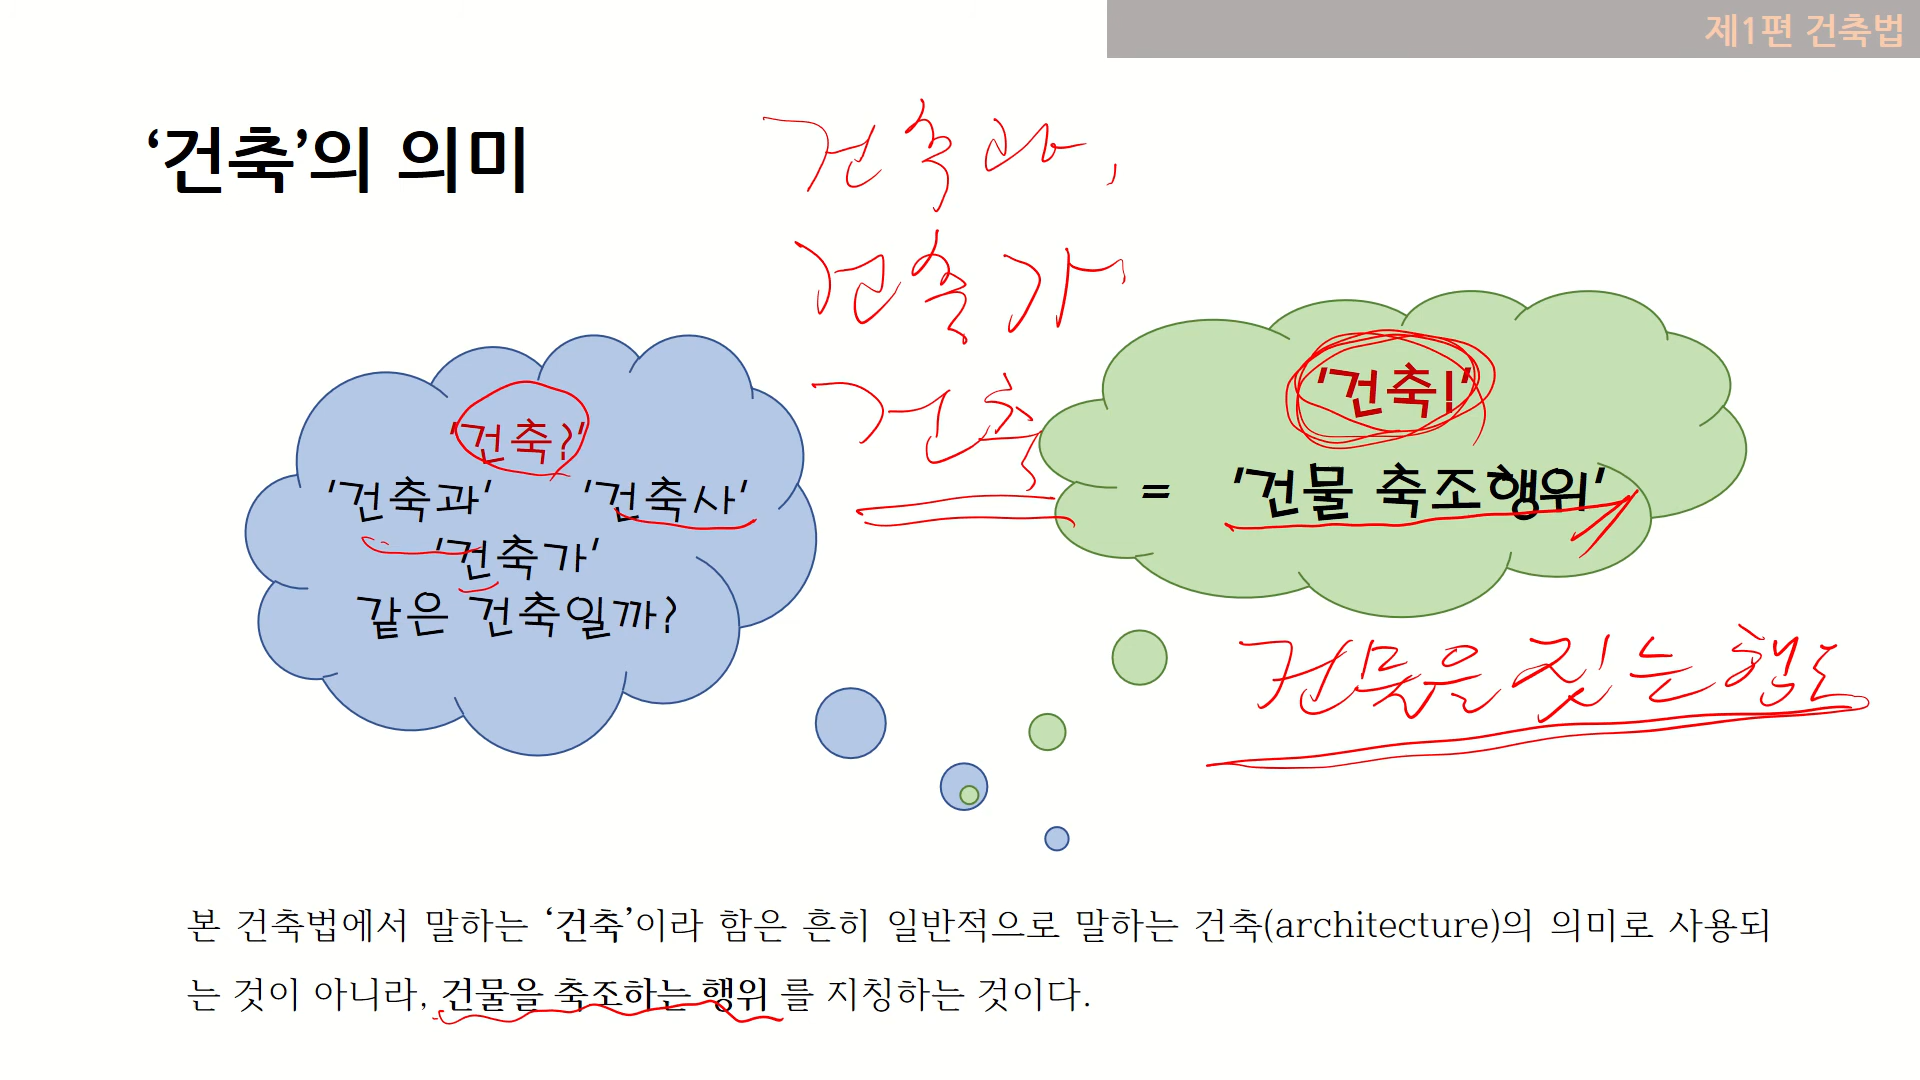 제1편 건축법
‘건축’의 의미
건축과,
건축가
건축
'건축?'
'건축과' '건축사'
'건축가'
같은 건축일까?
'건축!'
= '건물 축조행위'
건물을 짓는 행도
본 건축법에서 말하는 ‘건축’이라 함은 흔히 일반적으로 말하는 건축(architecture)의 의미로 사용되
는 것이 아니라, 건물을 축조하는 행위 를 지칭하는 것이다.